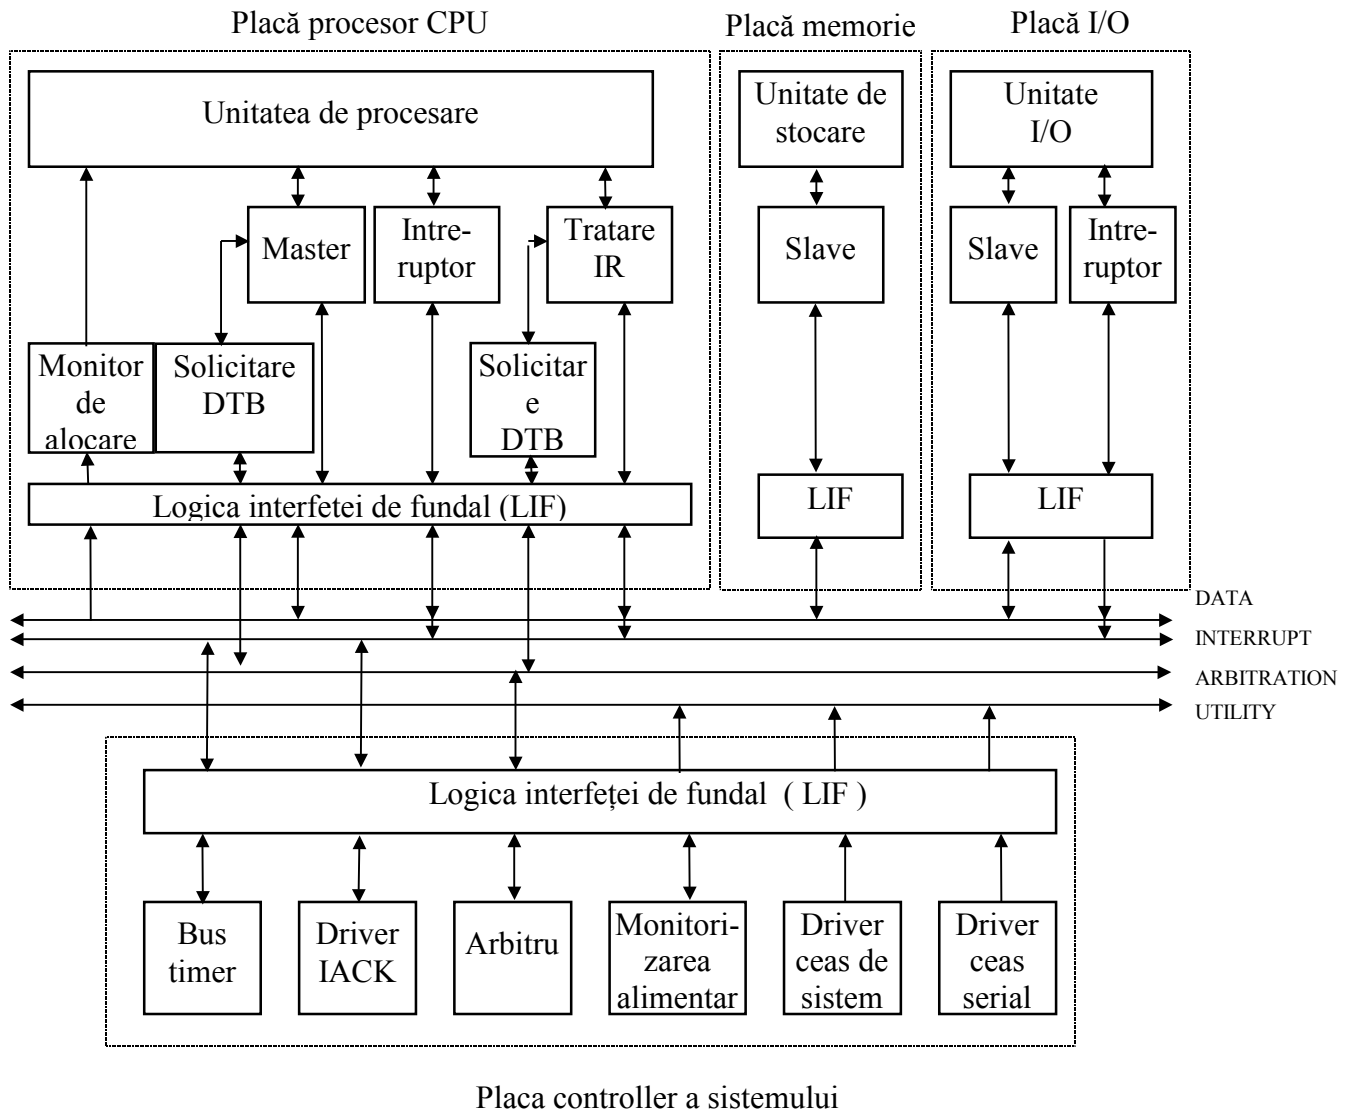 Placă procesor CPU
Placă memorie
Placă I/O
Unitatea de procesare
Unitate de
stocare
Unitate
I/O
Master
Intre-
ruptor
Tratare
IR
Slave
Slave
Intre-
ruptor
Monitor
de
alocare
Solicitare
DTB
Solicitar
e
DTB
Logica interfetei de fundal (LIF)
LIF
LIF
DATA
INTERRUPT
ARBITRATION
UTILITY
Logica interfeței de fundal ( LIF )
Bus
timer
Driver
IACK
Arbitru
Monitori-
zarea
alimentar
Driver
ceas de
sistem
Driver
ceas
serial
Placa controller a sistemului